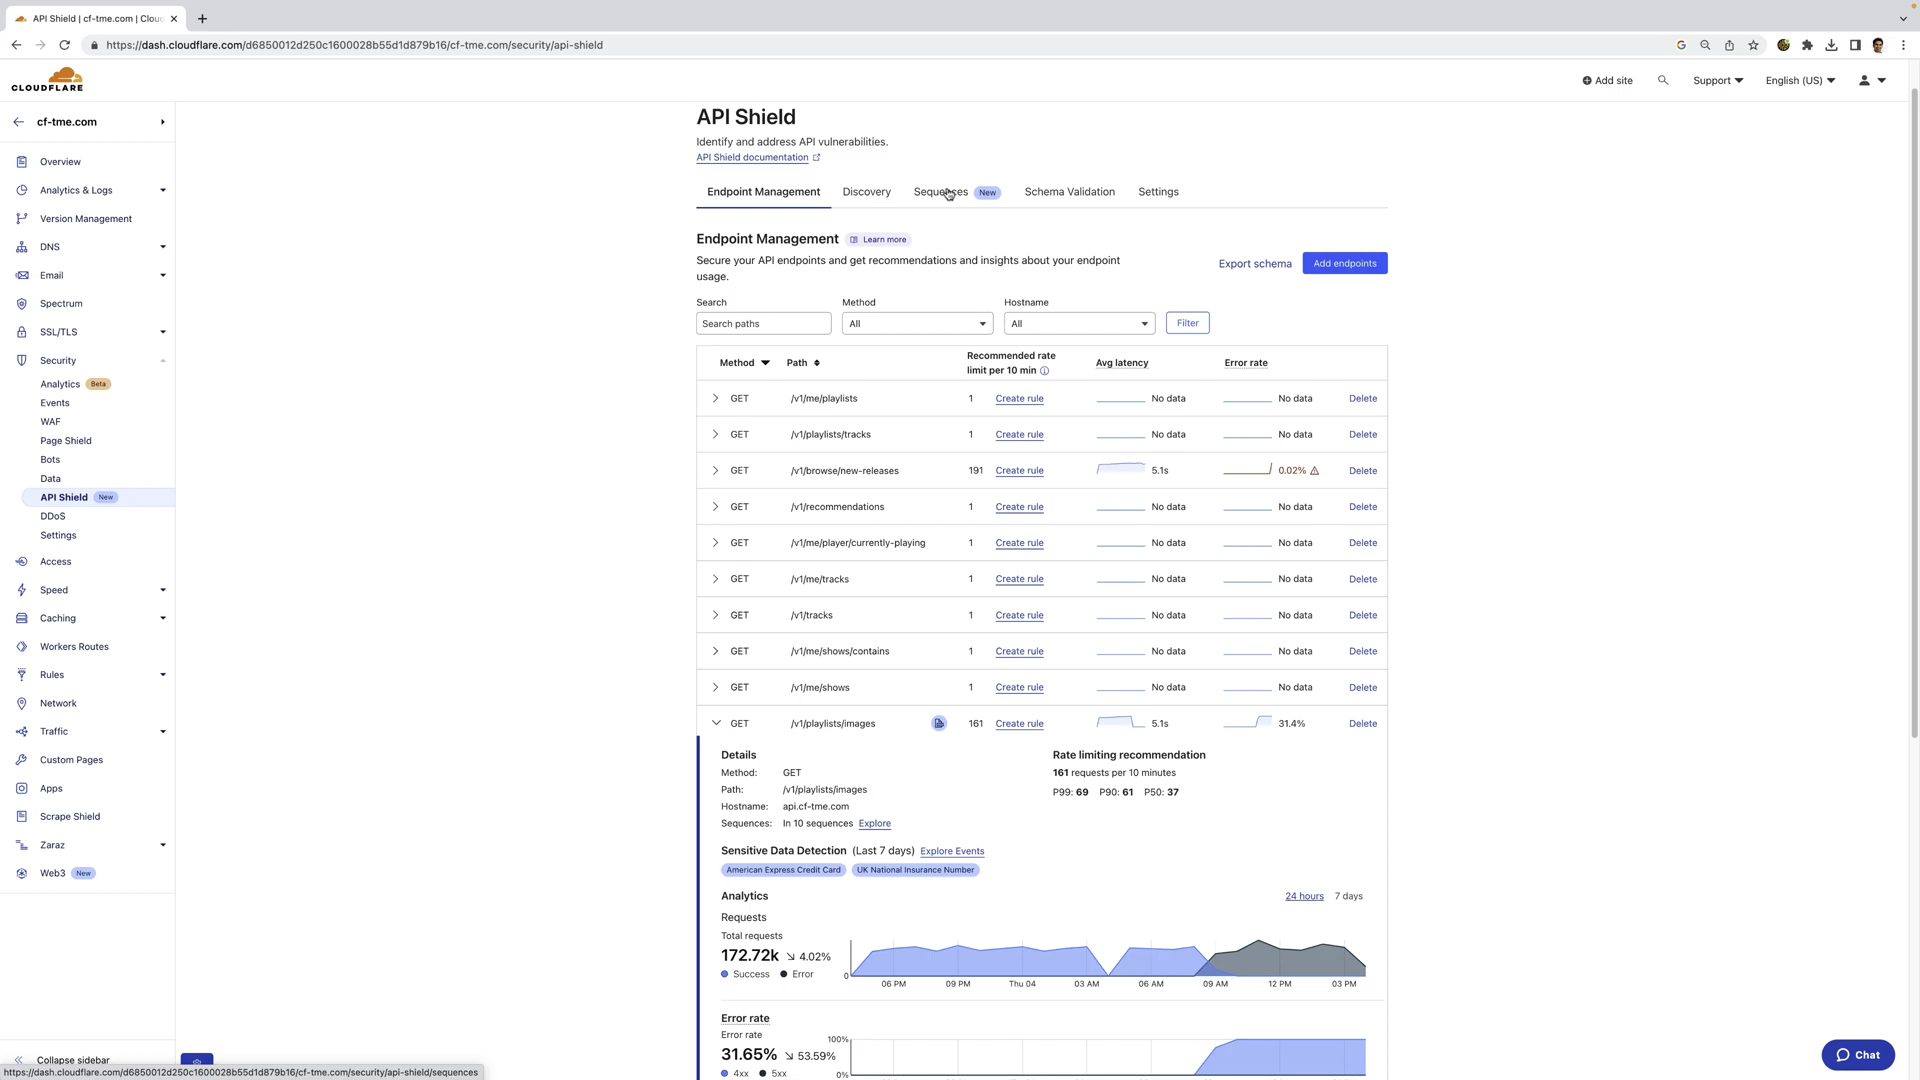 API Shield | cf-tme.com | Clou
https://dash.cloudflare.com/d6850012d250c1600028b55d1d879b16/cf-tme.com/security/api-shield
CLOUDFLARE
Add site
Support
English (US)
cf-tme.com
Overview
Analytics & Logs
Version Management
DNS
Email
Spectrum
SSL/TLS
Security
Analytics Beta
Events
WAF
Page Shield
Bots
Data
API Shield New
DDoS
Settings
Access
Speed
Caching
Workers Routes
Rules
Network
Traffic
Custom Pages
Apps
Scrape Shield
Zaraz
Web3 New
Collapse sidebar
https://dash.cloudflare.com/d6850012d250c1600028b55d1d879b16/cf-tme.com/security/api-shield/sequences
API Shield
Identify and address API vulnerabilities.
API Shield documentation
Endpoint Management Discovery Sequences New Schema Validation Settings
Endpoint Management Learn more
Secure your API endpoints and get recommendations and insights about your endpoint
usage.
Export schema Add endpoints
Search Method Hostname
Search paths All All Filter
Method Path Recommended rate
limit per 10 min Avg latency Error rate
GET /v1/me/playlists 1 Create rule No data No data Delete
GET /v1/playlists/tracks 1 Create rule No data No data Delete
GET /v1/browse/new-releases 191 Create rule 5.1s 0.02% Delete
GET /v1/recommendations 1 Create rule No data No data Delete
GET /v1/me/player/currently-playing 1 Create rule No data No data Delete
GET /v1/me/tracks 1 Create rule No data No data Delete
GET /v1/tracks 1 Create rule No data No data Delete
GET /v1/me/shows/contains 1 Create rule No data No data Delete
GET /v1/me/shows 1 Create rule No data No data Delete
GET /v1/playlists/images 161 Create rule 5.1s 31.4% Delete
Details
Method: GET
Path: /v1/playlists/images
Hostname: api.cf-tme.com
Sequences: In 10 sequences Explore
Rate limiting recommendation
161 requests per 10 minutes
P99: 69 P90: 61 P50: 37
Sensitive Data Detection (Last 7 days) Explore Events
American Express Credit Card UK National Insurance Number
Analytics 24 hours 7 days
Requests
Total requests
172.72k 4.02%
Success Error
0
06 PM 09 PM Thu 04 03 AM 06 AM 09 AM 12 PM 03 PM
Error rate
Error rate
31.65% 53.59%
4xx 5xx
100%
0%
Chat